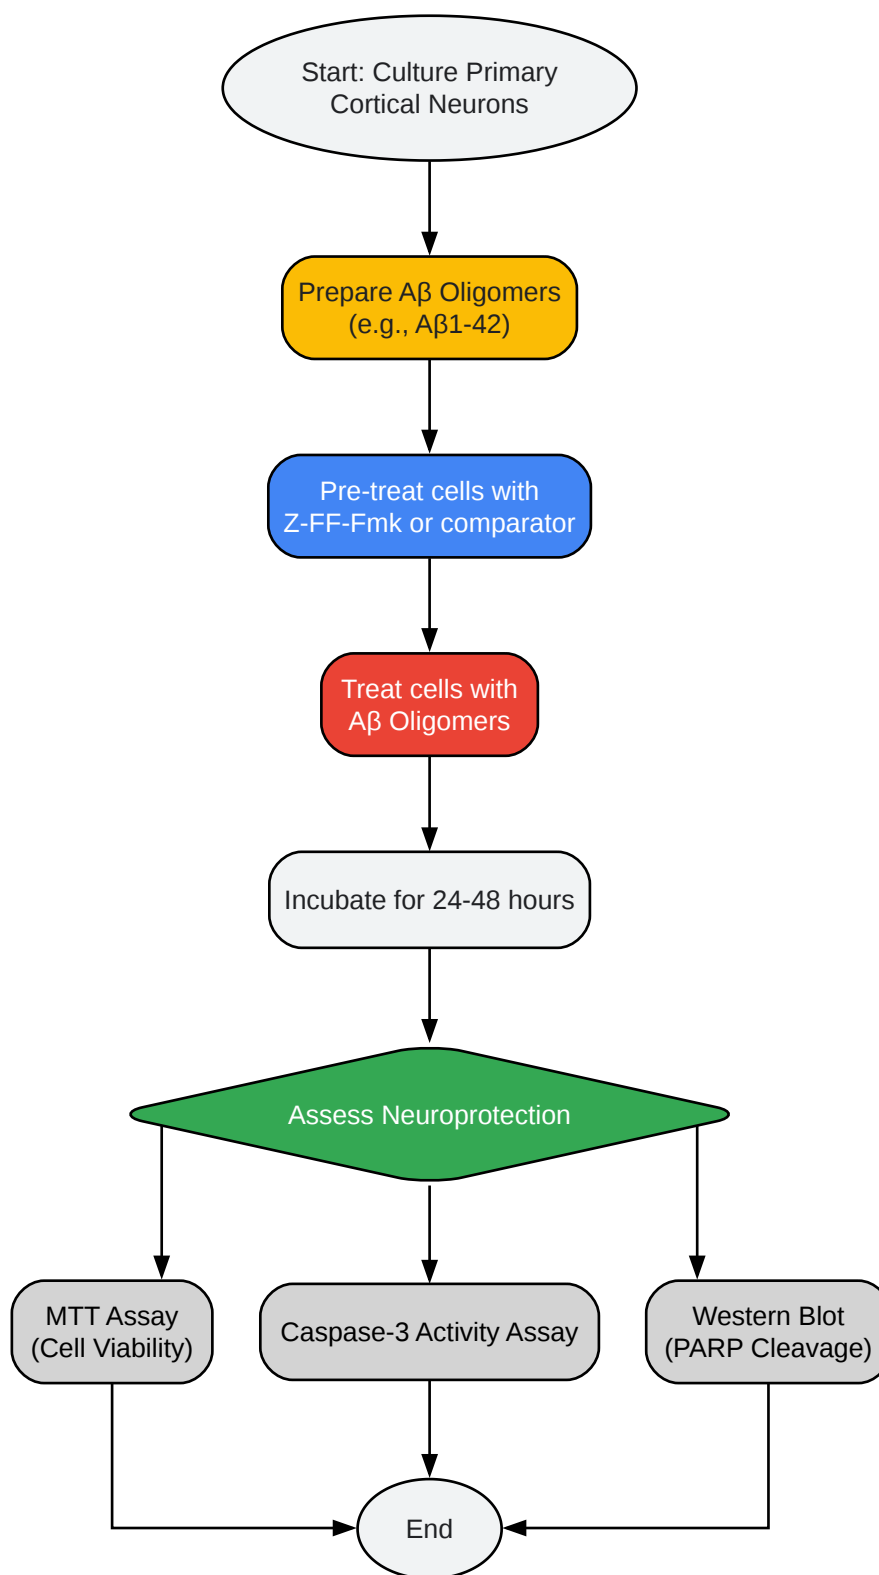 Start: Culture Primary
Cortical Neurons
Prepare Aβ Oligomers
(e.g., Aβ1-42)
Pre-treat cells with
Z-FF-Fmk or comparator
Treat cells with
Aβ Oligomers
Incubate for 24-48 hours
Assess Neuroprotection
MTT Assay
(Cell Viability)
Caspase-3 Activity Assay
Western Blot
(PARP Cleavage)
End